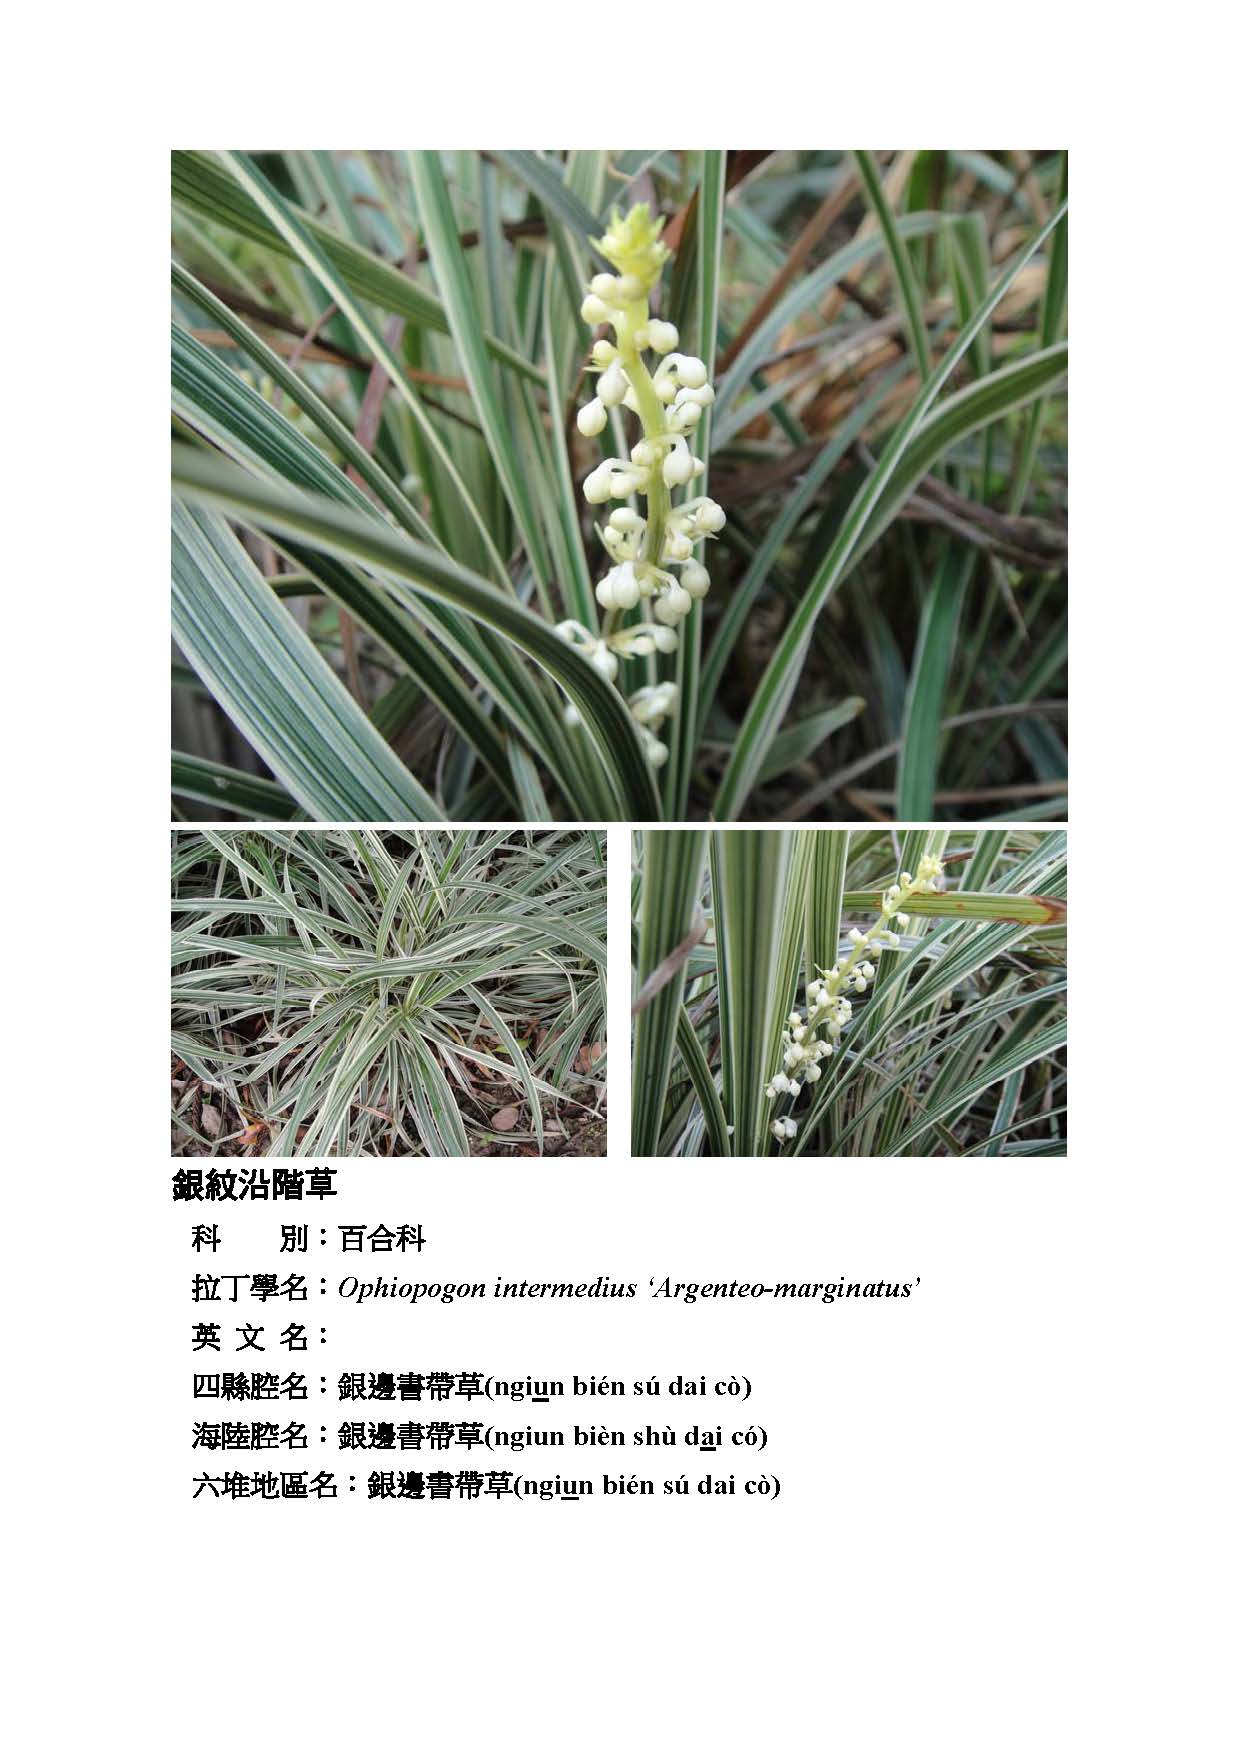 銀紋沿階草
科　　別：百合科
拉丁學名：Ophiopogon intermedius ‘Argenteo-marginatus’
英 文 名：
四縣腔名：銀邊書帶草(ngiun bién sú dai cò)
海陸腔名：銀邊書帶草(ngiun bièn shù dai có)
六堆地區名：銀邊書帶草(ngiun bién sú dai cò)